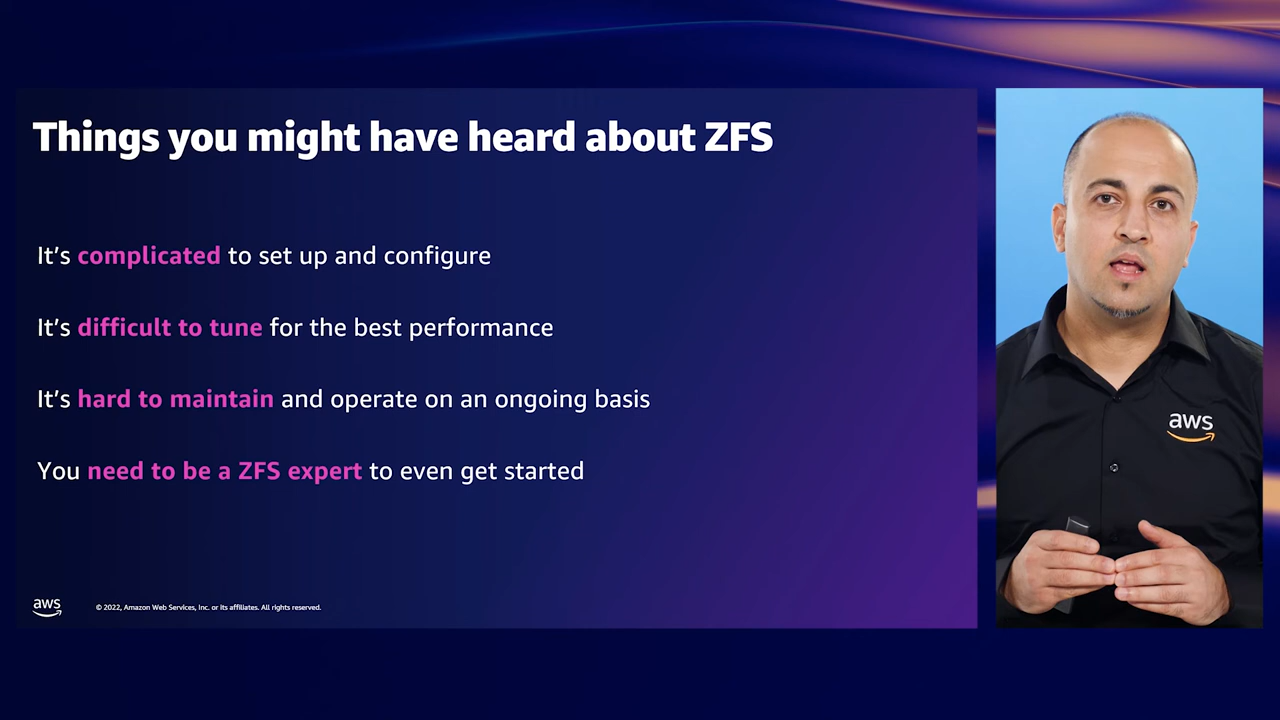 Things you might have heard about ZFS
It's complicated to set up and configure
It's difficult to tune for the best performance
It's hard to maintain and operate on an ongoing basis
You need to be a ZFS expert to even get started
aws
aws
© 2022, Amazon Web Services, Inc. or its affiliates. All rights reserved.